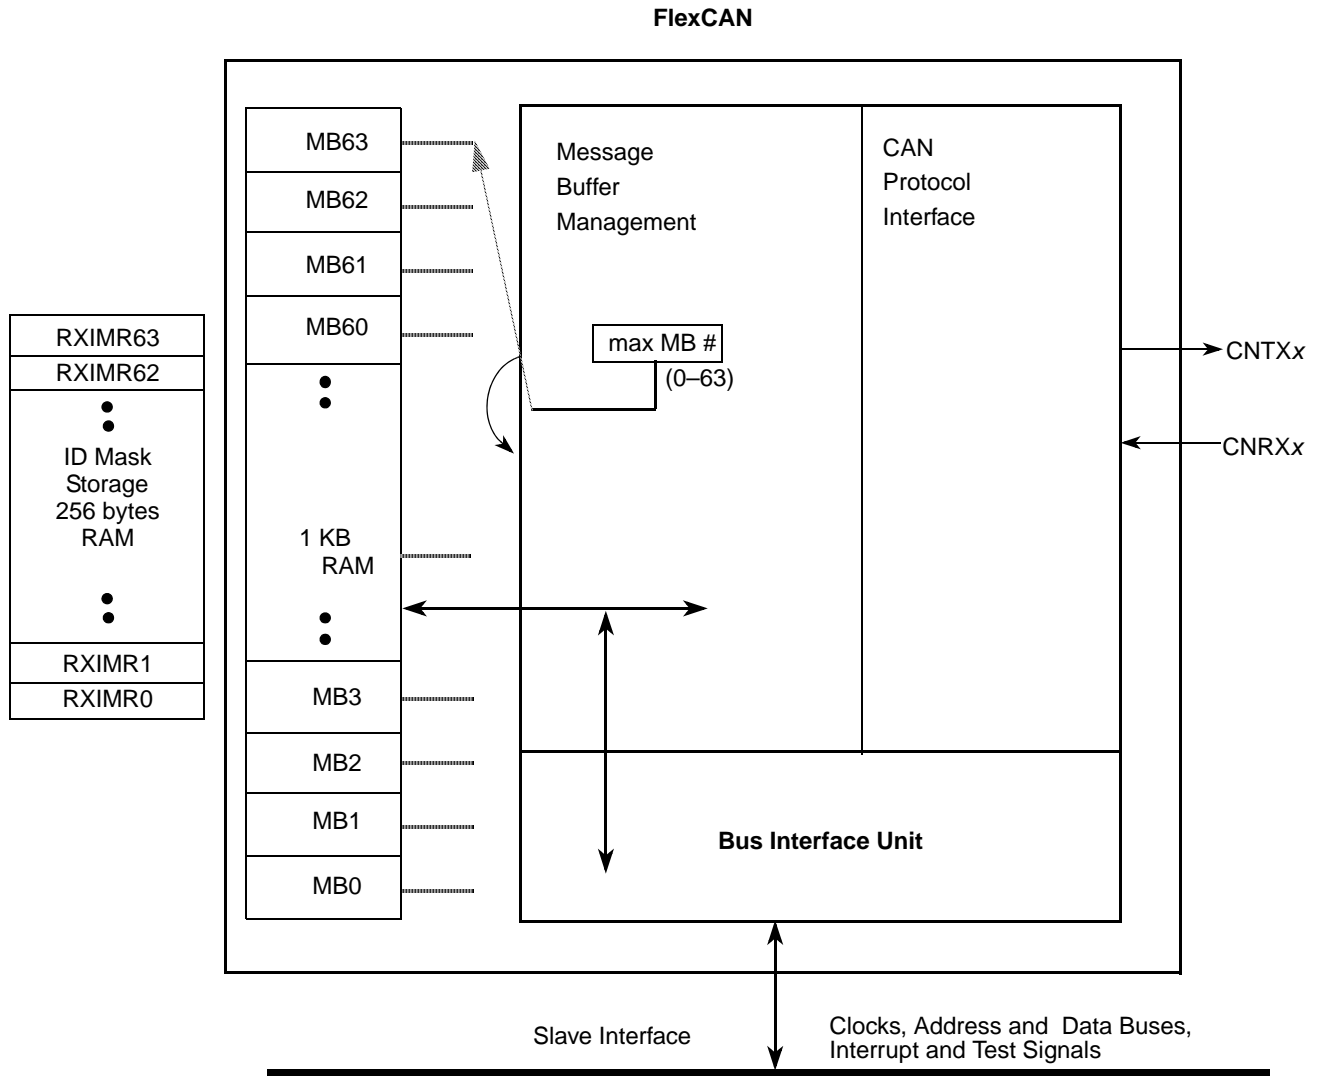 FlexCAN
MB63
MB62
MB61
MB60
1 KB
RAM
MB3
MB2
MB1
MB0
RXIMR63
RXIMR62
ID Mask
Storage
256 bytes
RAM
RXIMR1
RXIMR0
Message
Buffer
Management
max MB #
(0–63)
CAN
Protocol
Interface
CNTXx
CNRXx
Bus Interface Unit
Slave Interface
Clocks, Address and Data Buses,
Interrupt and Test Signals